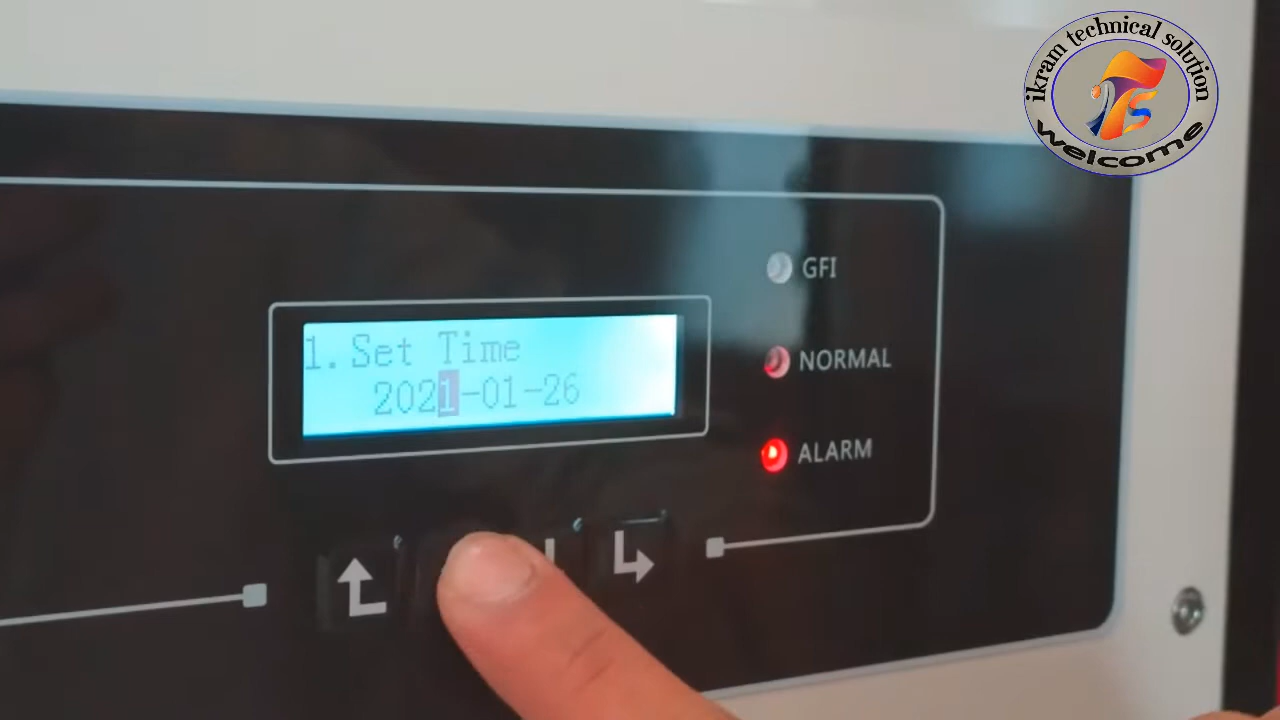 ikram technical solution
welcome
GFI
1.Set Time
2021-01-26
NORMAL
ALARM